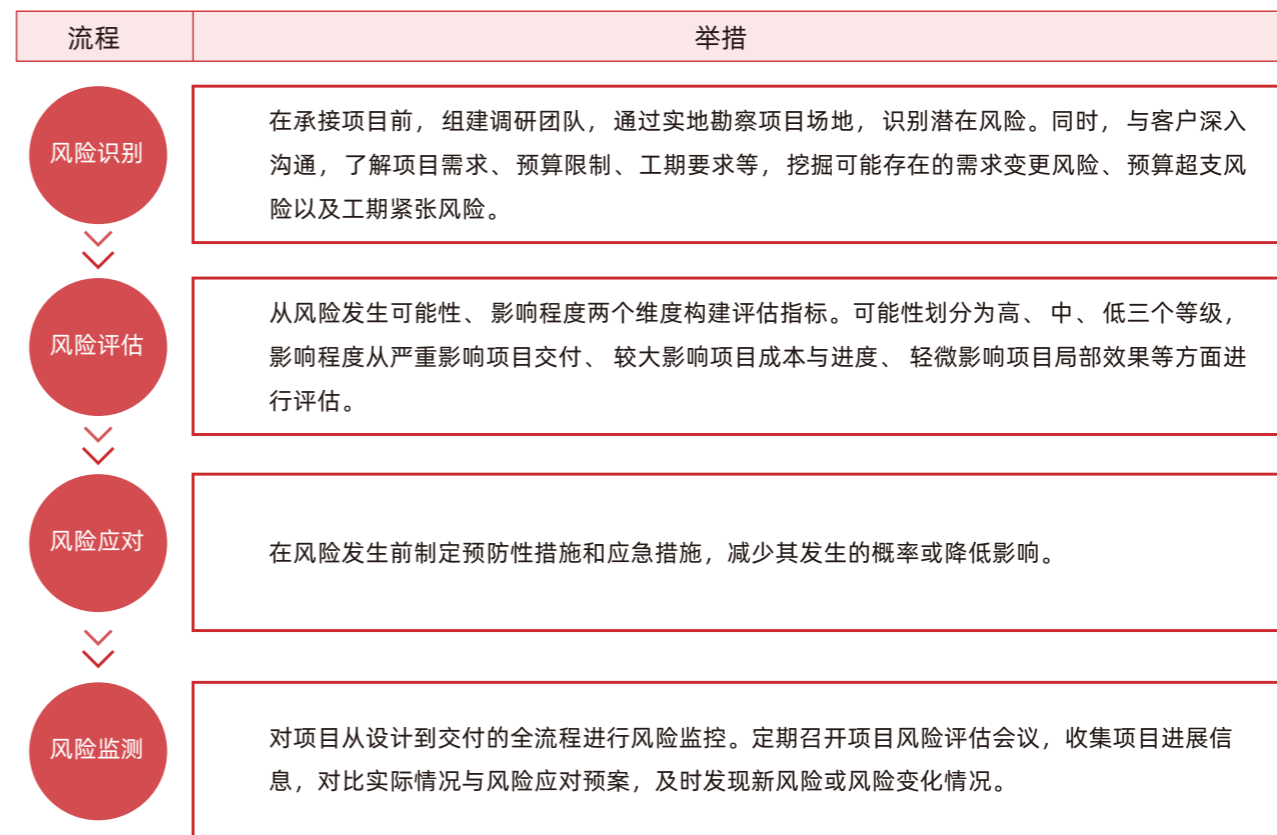 流程
举措
风险识别
在承接项目前，组建调研团队，通过实地勘察项目场地，识别潜在风险。同时，与客户深入
沟通，了解项目需求、预算限制、工期要求等，挖掘可能存在的需求变更风险、预算超支风
险以及工期紧张风险。
风险评估
从风险发生可能性、影响程度两个维度构建评估指标。可能性划分为高、中、低三个等级，
影响程度从严重影响项目交付、较大影响项目成本与进度、轻微影响项目局部效果等方面进
行评估。
风险应对
在风险发生前制定预防性措施和应急措施，减少其发生的概率或降低影响。
风险监测
对项目从设计到交付的全流程进行风险监控。定期召开项目风险评估会议，收集项目进展信
息，对比实际情况与风险应对预案，及时发现新风险或风险变化情况。